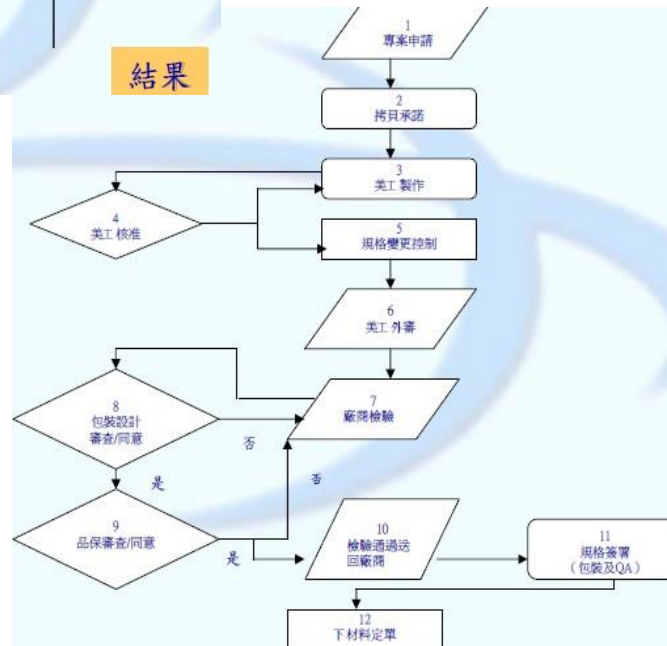 結果
1
專案申請
2
拷貝承諾
3
美工 製作
4
美工 核准
5
規格變更控制
6
美工 外審
7
廠商檢驗
8
包裝設計
審查/同意
否
是
否
9
品保審查/同意
是
10
檢驗通過送
回廠商
11
規格簽署
(包裝及QA)
12
下材料定單